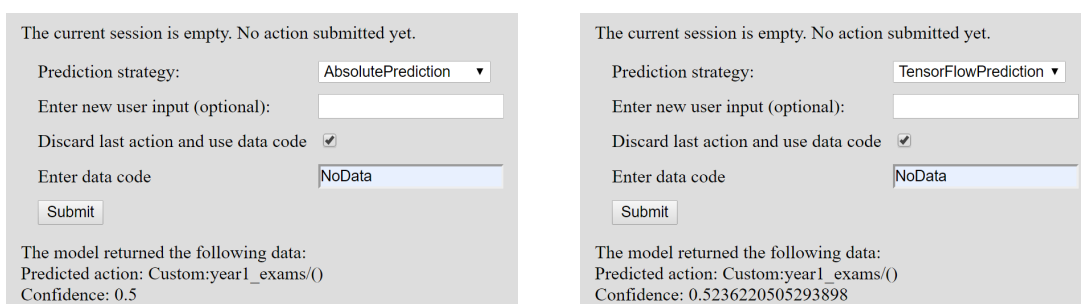 The current session is empty. No action submitted yet.
Prediction strategy: AbsolutePrediction
Enter new user input (optional):
Discard last action and use data code
Enter data code NoData
Submit
The model returned the following data:
Predicted action: Custom:year1_exams/()
Confidence: 0.5
The current session is empty. No action submitted yet.
Prediction strategy: TensorFlowPrediction
Enter new user input (optional):
Discard last action and use data code
Enter data code NoData
Submit
The model returned the following data:
Predicted action: Custom:year1_exams/()
Confidence: 0.5236220505293898